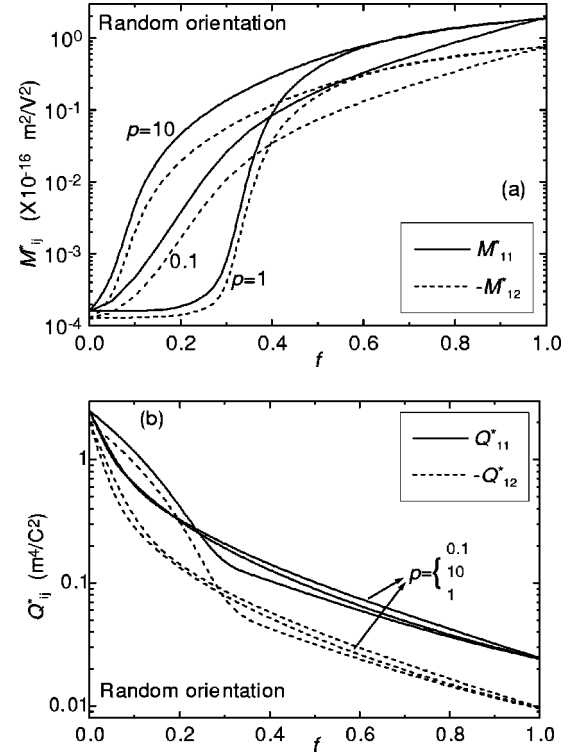 Random orientation
10⁰
10⁻¹
10⁻²
10⁻³
10⁻⁴
M*ij (X10⁻¹⁶ m²/V²)
p=10
0.1
p=1
(a)
M*11
-M*12
0.0 0.2 0.4 0.6 0.8 1.0
f
(b)
Q*11
-Q*12
1
0.1
0.01
Q*ij (m⁴/C²)
p={ 0.1
10
1
Random orientation
0.0 0.2 0.4 0.6 0.8 1.0
f